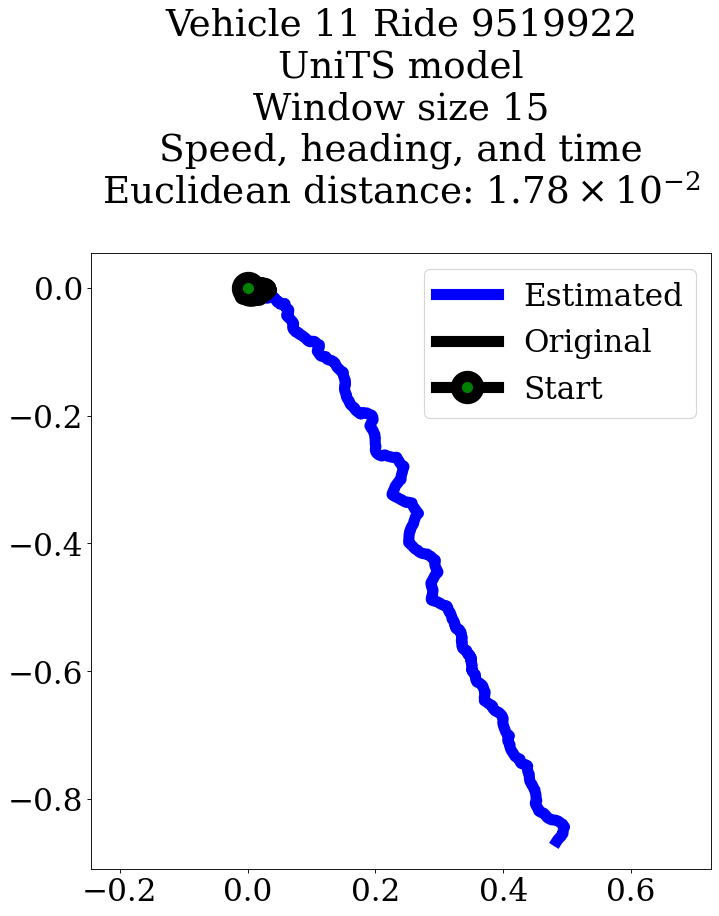 Vehicle 11 Ride 9519922
UniTS model
Window size 15
Speed, heading, and time
Euclidean distance: 1.78 × 10⁻²
Estimated
Original
Start
0.0
−0.2
−0.4
−0.6
−0.8
−0.2 0.0 0.2 0.4 0.6